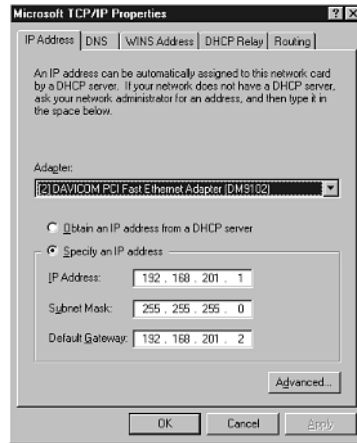 Microsoft TCP/IP Properties
IP Address DNS WINS Address DHCP Relay Routing
An IP address can be automatically assigned to this network card
by a DHCP server. If your network does not have a DHCP server,
ask your network administrator for an address, and then type it in
the space below.
Adapter:
[2] DAVICOM PCI Fast Ethernet Adapter (DM9102)
Obtain an IP address from a DHCP server
Specify an IP address
IP Address: 192 . 168 . 201 . 1
Subnet Mask: 255 . 255 . 255 . 0
Default Gateway: 192 . 168 . 201 . 2
Advanced...
OK Cancel Apply